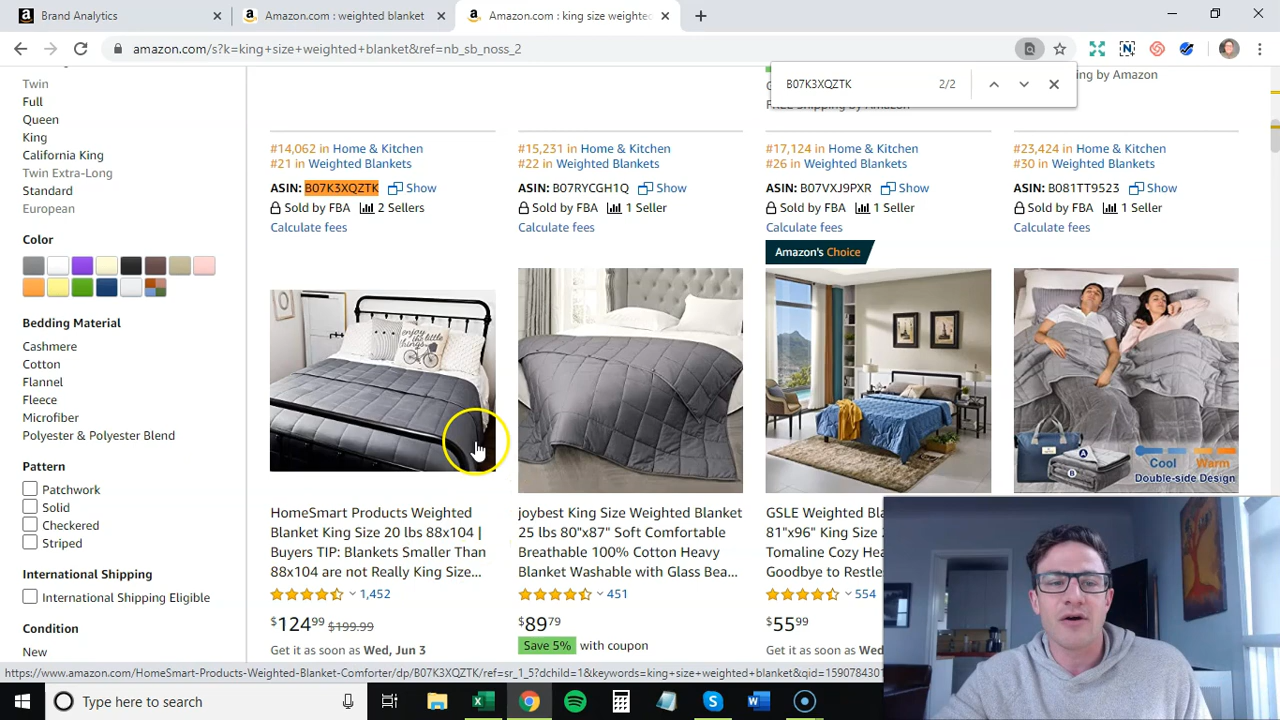 Brand Analytics
Amazon.com : weighted blanket
Amazon.com : king size weighte
amazon.com/s?k=king+size+weighted+blanket&ref=nb_sb_noss_2
B07K3XQZTK
2/2
ing by Amazon
FREE Shipping by Amazon
Twin
Full
Queen
King
California King
Twin Extra-Long
Standard
European
Color
Bedding Material
Cashmere
Cotton
Flannel
Fleece
Microfiber
Polyester & Polyester Blend
Pattern
Patchwork
Solid
Checkered
Striped
International Shipping
International Shipping Eligible
Condition
New
#14,062 in Home & Kitchen
#21 in Weighted Blankets
ASIN: B07K3XQZTK Show
Sold by FBA 2 Sellers
Calculate fees
#15,231 in Home & Kitchen
#22 in Weighted Blankets
ASIN: B07RYCGH1Q Show
Sold by FBA 1 Seller
Calculate fees
#17,124 in Home & Kitchen
#26 in Weighted Blankets
ASIN: B07VXJ9PXR Show
Sold by FBA 1 Seller
Calculate fees
#23,424 in Home & Kitchen
#30 in Weighted Blankets
ASIN: B081TT9523 Show
Sold by FBA 1 Seller
Calculate fees
Amazon's Choice
enjoy the little things
A
B
Cool Warm
Double-side Design
HomeSmart Products Weighted
Blanket King Size 20 lbs 88x104 |
Buyers TIP: Blankets Smaller Than
88x104 are not Really King Size...
1,452
$124.99 $199.99
Get it as soon as Wed, Jun 3
joybest King Size Weighted Blanket
25 lbs 80"x87" Soft Comfortable
Breathable 100% Cotton Heavy
Blanket Washable with Glass Bea...
451
$89.79
Save 5% with coupon
GSLE Weighted Bla
81"x96" King Size
Tomaline Cozy Hea
Goodbye to Restle
554
$55.99
Get it as soon as Wed
https://www.amazon.com/HomeSmart-Products-Weighted-Blanket-Comforter/dp/B07K3XQZTK/ref=sr_1_5?dchild=1&keywords=king+size+weighted+blanket&qid=1590784301
Type here to search